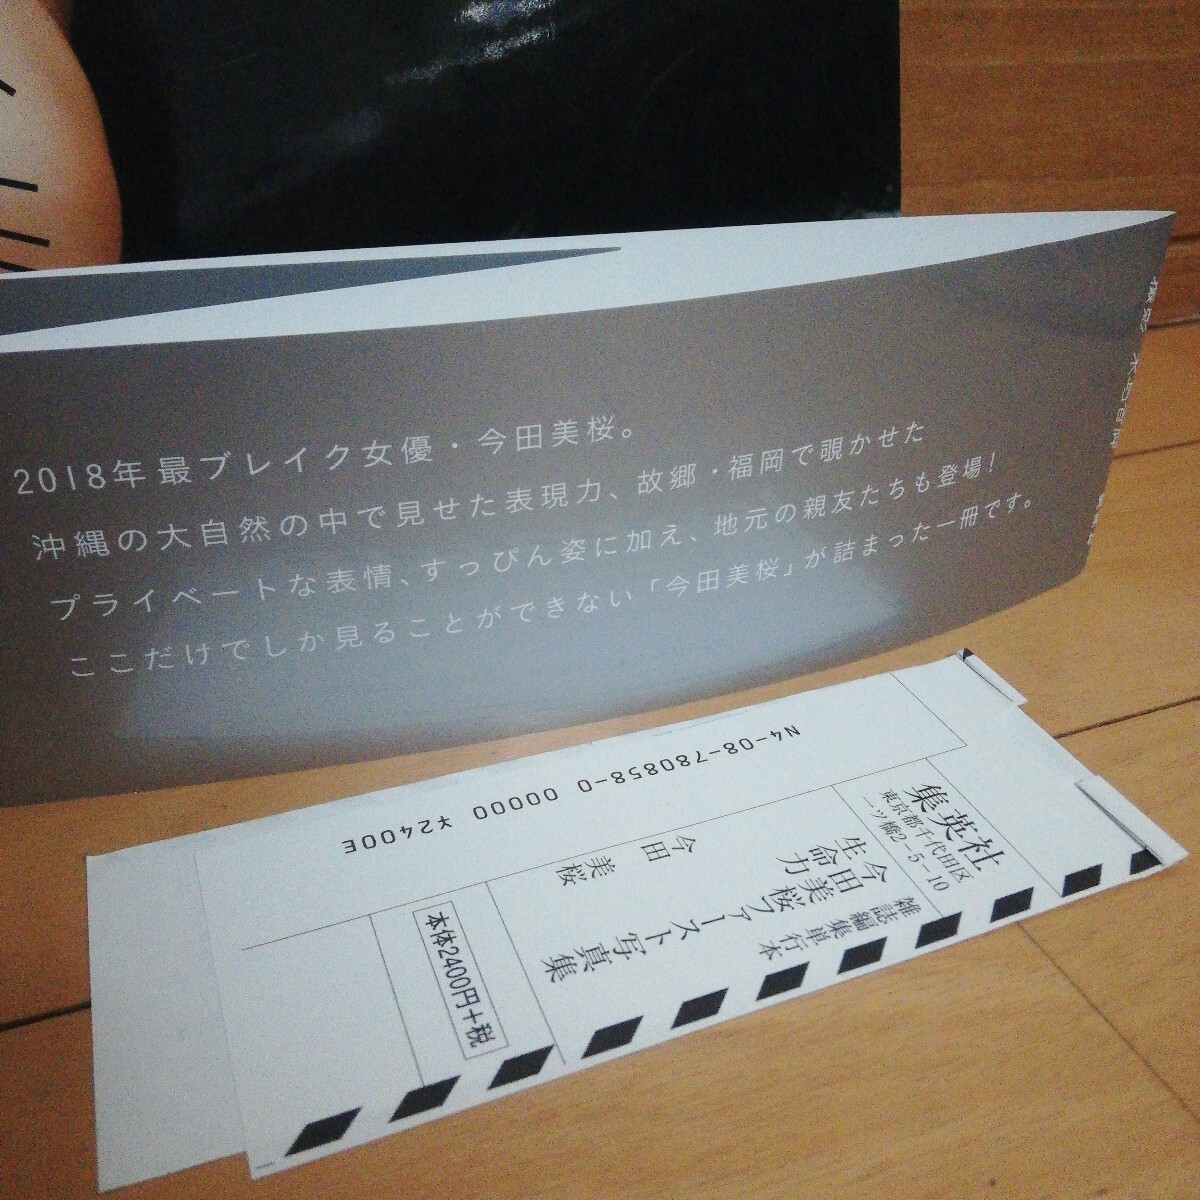 2018年 最ブレイク女優・今田美桜。
沖縄の大自然の中で見せた表現力、故郷・福岡で覗かせた
プライベートな表情、すっぴん姿に加え、地元の親友たちも登場！
ここだけでしか見ることができない「今田美桜」が詰まった一冊です。
撮影
N4-08-780858-0 00000 ¥2400E
集英社
東京都千代田区
一ツ橋2-5-10
雑誌編集単行本
今田美桜ファースト写真集
生命力
今田 美桜
本体2400円+税